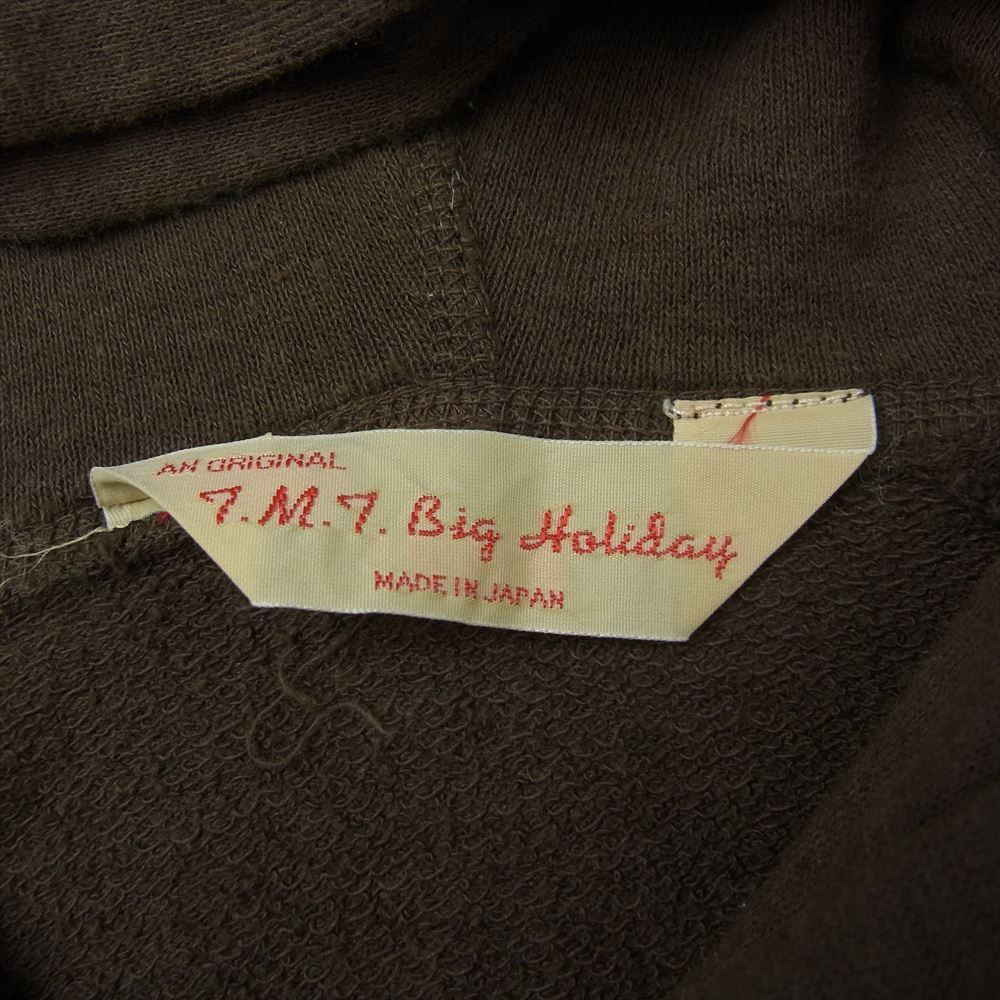 AN ORIGINAL
T.M.T. Big Holiday
MADE IN JAPAN